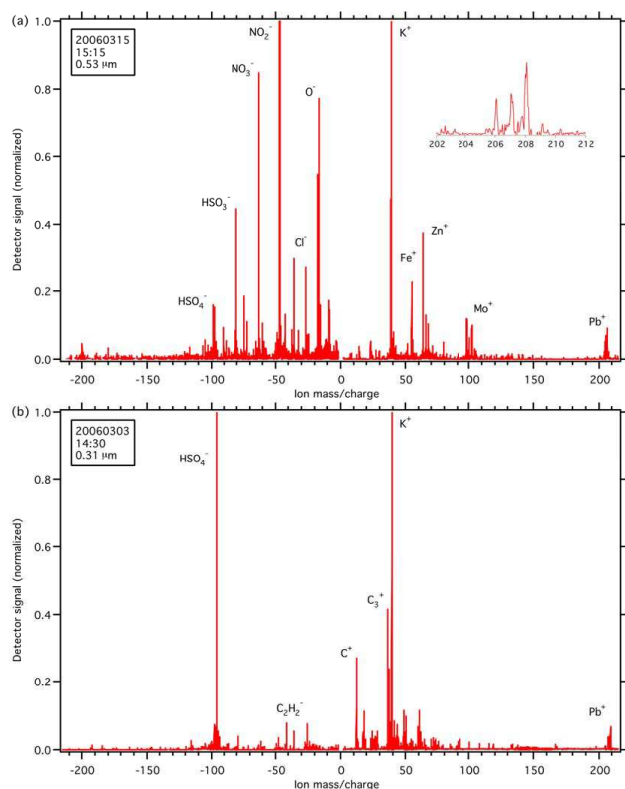 (a)
20060315
15:15
0.53 µm
NO₂⁻
K⁺
NO₃⁻
O⁻
HSO₃⁻
Cl⁻
Fe⁺
Zn⁺
HSO₄⁻
Mo⁺
Pb⁺
202 204 206 208 210 212
1.0
0.8
0.6
0.4
0.2
0.0
Detector signal (normalized)
-200 -150 -100 -50 0 50 100 150 200
Ion mass/charge
(b)
20060303
14:30
0.31 µm
HSO₄⁻
K⁺
C₃⁺
C⁺
C₂H₂⁻
Pb⁺
1.0
0.8
0.6
0.4
0.2
0.0
Detector signal (normalized)
-200 -150 -100 -50 0 50 100 150 200
Ion mass/charge